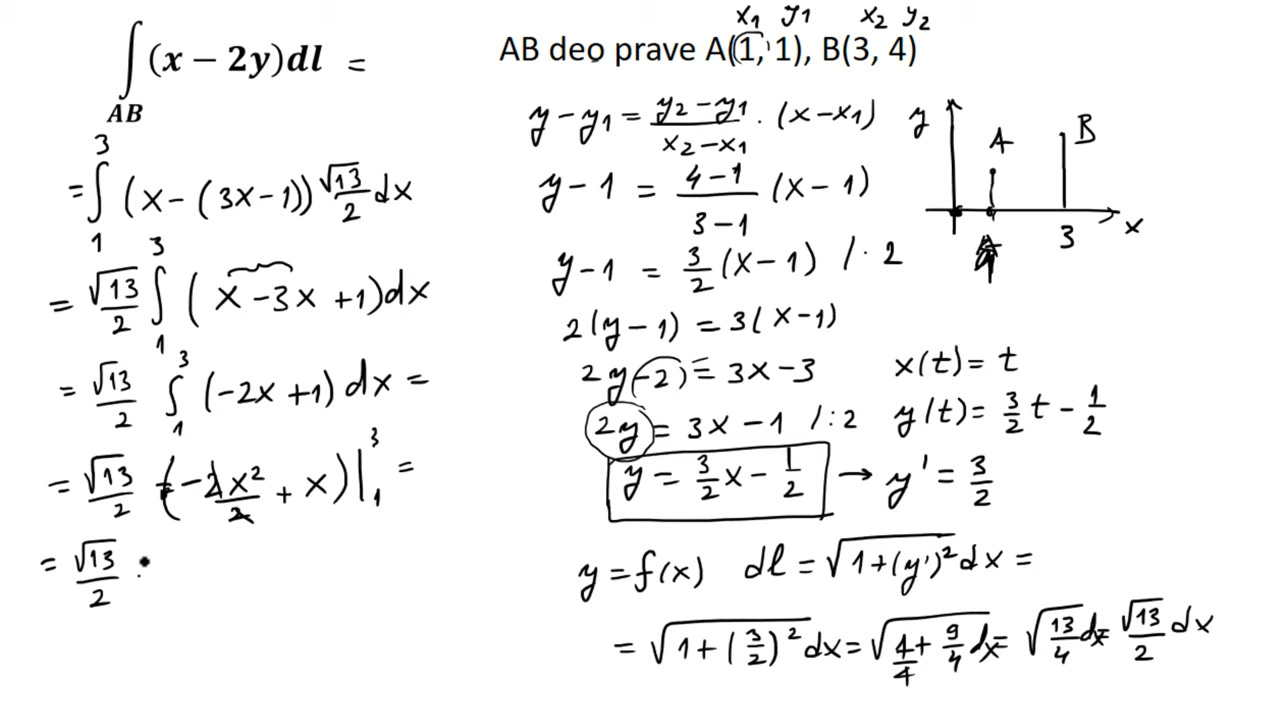 ∫_AB (x − 2y)dl =
= ∫_1^3 (x − (3x−1)) √13/2 dx
= √13/2 ∫_1^3 (x − 3x + 1)dx
= √13/2 ∫_1^3 (−2x + 1) dx =
= √13/2 (−2x²/2 + x)|_1^3 =
= √13/2 ·
x1 y1 x2 y2
AB deo prave A(1, 1), B(3, 4)
y − y1 = (y2 − y1)/(x2 − x1) · (x − x1)
y − 1 = (4 − 1)/(3 − 1) (x − 1)
y − 1 = 3/2 (x − 1) /· 2
2(y − 1) = 3(x − 1)
2y − 2 = 3x − 3
2y = 3x − 1 /:2
y = 3/2 x − 1/2 → y' = 3/2
y
A
B
3
x
x(t) = t
y(t) = 3/2 t − 1/2
y = f(x) dl = √(1 + (y')²) dx =
= √(1 + (3/2)²) dx = √(4/4 + 9/4) dx = √(13/4) dx = √13/2 dx